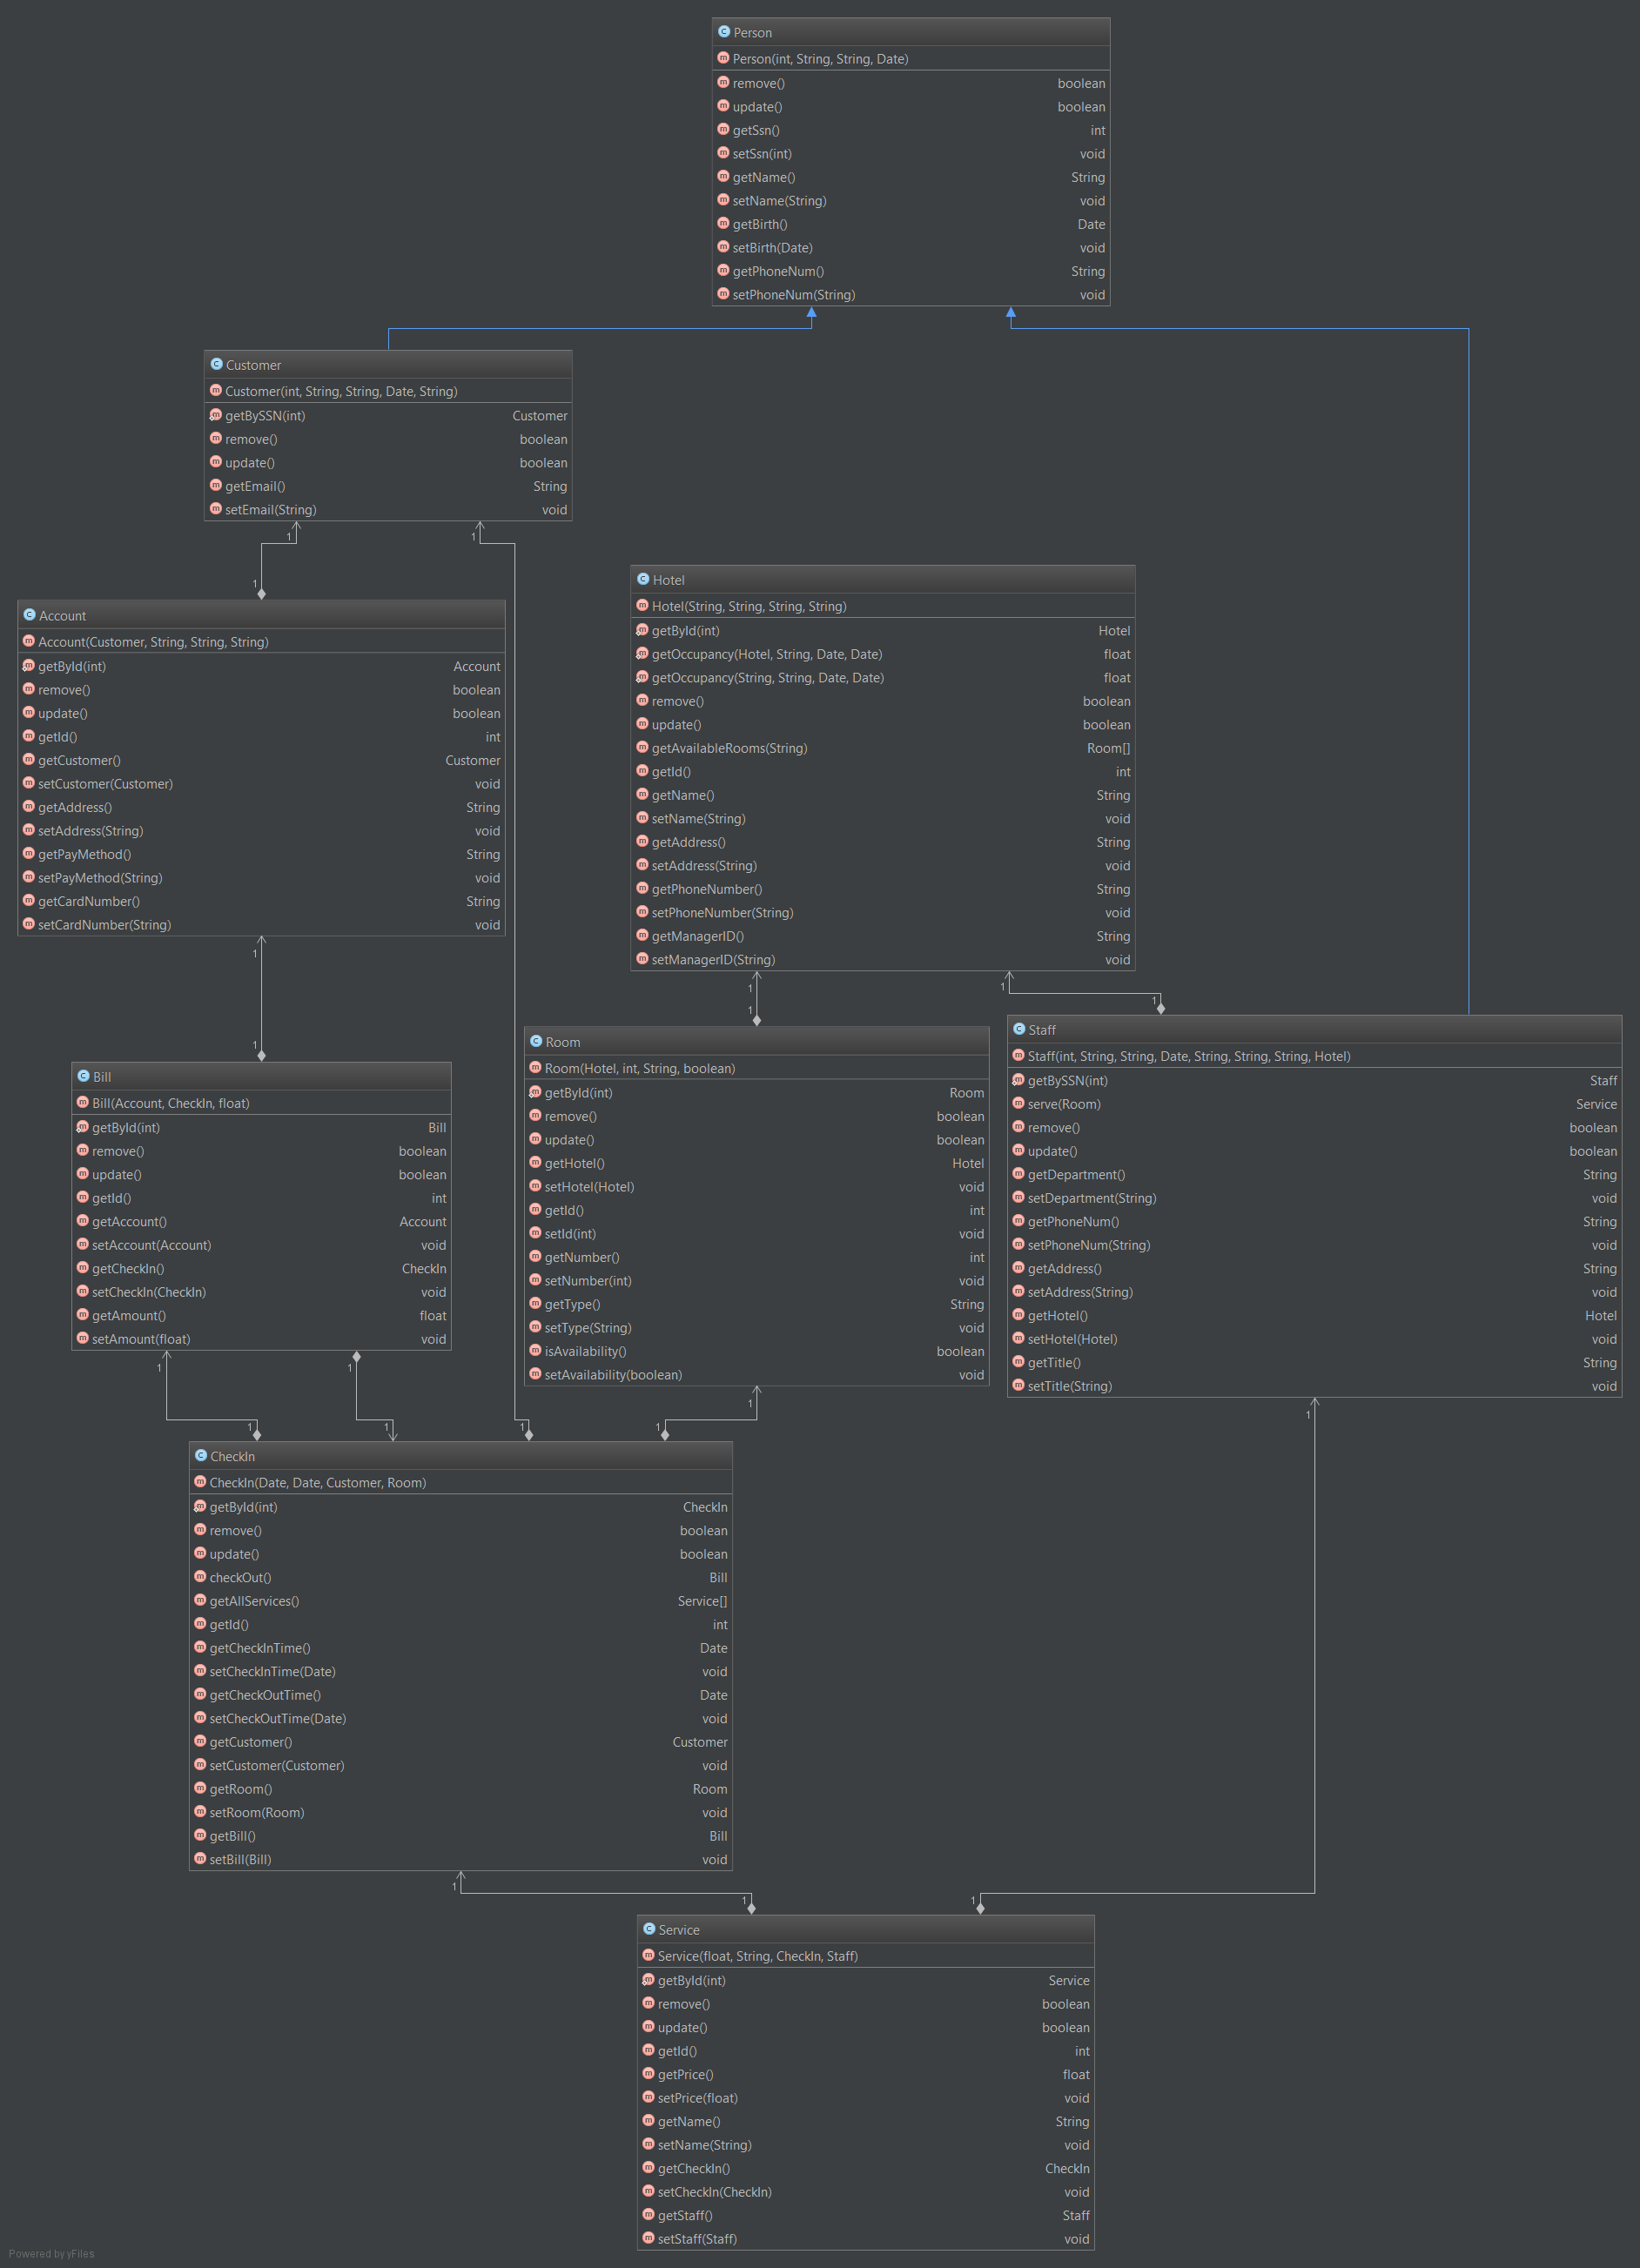 Person
Person(int, String, String, Date)
remove() boolean
update() boolean
getSsn() int
setSsn(int) void
getName() String
setName(String) void
getBirth() Date
setBirth(Date) void
getPhoneNum() String
setPhoneNum(String) void
Customer
Customer(int, String, String, Date, String)
getBySSN(int) Customer
remove() boolean
update() boolean
getEmail() String
setEmail(String) void
1 1
1
Account
Account(Customer, String, String, String)
getById(int) Account
remove() boolean
update() boolean
getId() int
getCustomer() Customer
setCustomer(Customer) void
getAddress() String
setAddress(String) void
getPayMethod() String
setPayMethod(String) void
getCardNumber() String
setCardNumber(String) void
1
1
Hotel
Hotel(String, String, String, String)
getById(int) Hotel
getOccupancy(Hotel, String, Date, Date) float
getOccupancy(String, String, Date, Date) float
remove() boolean
update() boolean
getAvailableRooms(String) Room[]
getId() int
getName() String
setName(String) void
getAddress() String
setAddress(String) void
getPhoneNumber() String
setPhoneNumber(String) void
getManagerID() String
setManagerID(String) void
1 1
1 1
Bill
Bill(Account, CheckIn, float)
getById(int) Bill
remove() boolean
update() boolean
getId() int
getAccount() Account
setAccount(Account) void
getCheckIn() CheckIn
setCheckIn(CheckIn) void
getAmount() float
setAmount(float) void
Room
Room(Hotel, int, String, boolean)
getById(int) Room
remove() boolean
update() boolean
getHotel() Hotel
setHotel(Hotel) void
getId() int
setId(int) void
getNumber() int
setNumber(int) void
getType() String
setType(String) void
isAvailability() boolean
setAvailability(boolean) void
Staff
Staff(int, String, String, Date, String, String, String, Hotel)
getBySSN(int) Staff
serve(Room) Service
remove() boolean
update() boolean
getDepartment() String
setDepartment(String) void
getPhoneNum() String
setPhoneNum(String) void
getAddress() String
setAddress(String) void
getHotel() Hotel
setHotel(Hotel) void
getTitle() String
setTitle(String) void
1 1 1 1
1 1 1 1
CheckIn
CheckIn(Date, Date, Customer, Room)
getById(int) CheckIn
remove() boolean
update() boolean
checkOut() Bill
getAllServices() Service[]
getId() int
getCheckInTime() Date
setCheckInTime(Date) void
getCheckOutTime() Date
setCheckOutTime(Date) void
getCustomer() Customer
setCustomer(Customer) void
getRoom() Room
setRoom(Room) void
getBill() Bill
setBill(Bill) void
1
1 1
Service
Service(float, String, CheckIn, Staff)
getById(int) Service
remove() boolean
update() boolean
getId() int
getPrice() float
setPrice(float) void
getName() String
setName(String) void
getCheckIn() CheckIn
setCheckIn(CheckIn) void
getStaff() Staff
setStaff(Staff) void
Powered by yFiles